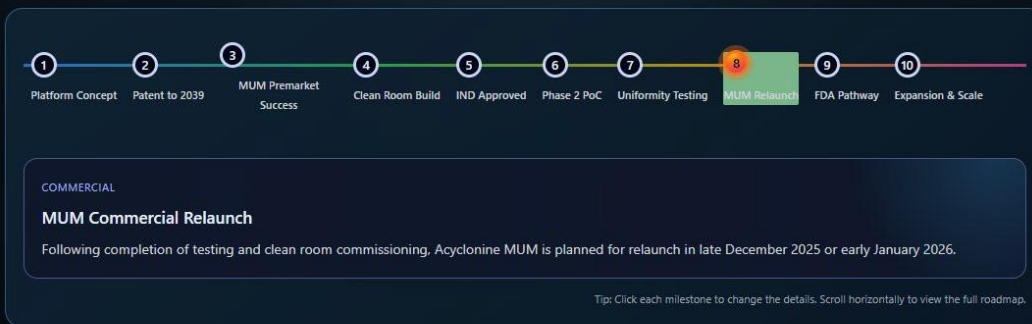 1
2
3
4
5
6
7
8
9
10
Platform Concept
Patent to 2039
MUM Premarket
Success
Clean Room Build
IND Approved
Phase 2 PoC
Uniformity Testing
MUM Relaunch
FDA Pathway
Expansion & Scale
COMMERCIAL
MUM Commercial Relaunch
Following completion of testing and clean room commissioning, Acyclonine MUM is planned for relaunch in late December 2025 or early January 2026.
Tip: Click each milestone to change the details. Scroll horizontally to view the full roadmap.